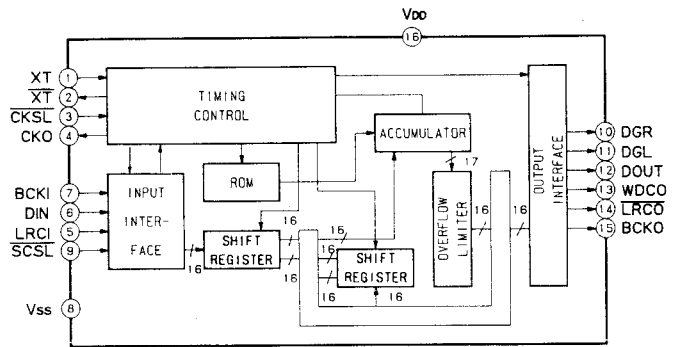 VDD
16
XT 1
XT 2
CKSL 3
CKO 4
TIMING
CONTROL
ACCUMULATOR
ROM
17
BCKI 7
DIN 6
LRCI 5
SCSL 9
INPUT
INTER-
FACE
16
SHIFT
REGISTER
16
16
16
16
16
16
SHIFT
REGISTER
OVERFLOW
LIMITER
16
16
OUTPUT
INTERFACE
10 DGR
11 DGL
12 DOUT
13 WDCO
14 LRCO
15 BCKO
VSS 8